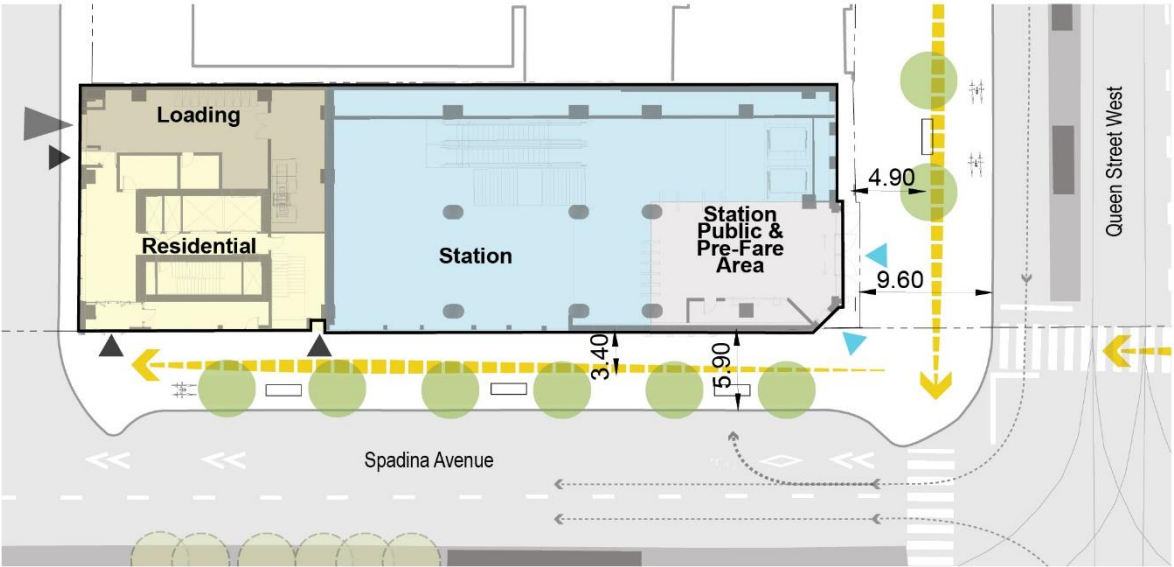 Loading
Residential
Station
Station
Public &
Pre-Fare
Area
4.90
9.60
3.40
5.90
Queen Street West
Spadina Avenue